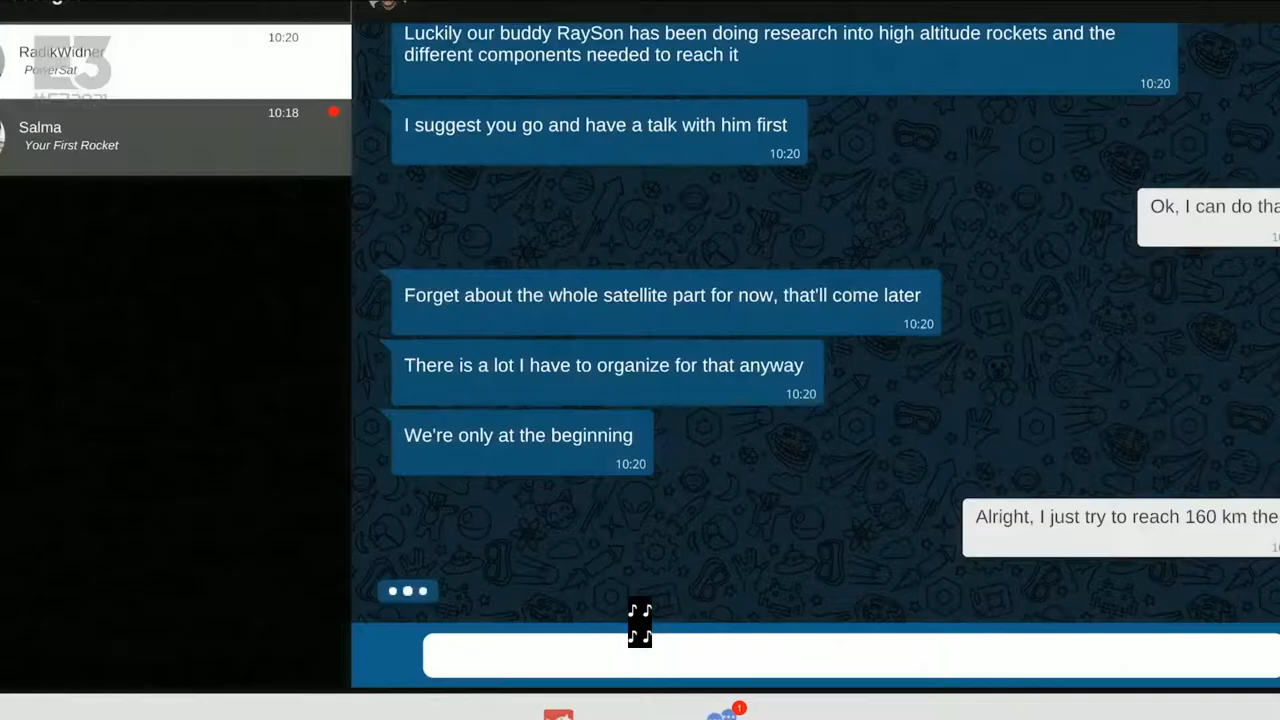 10:20
RadikWidner
PowerSat
E3
10:18
Salma
Your First Rocket
Luckily our buddy RaySon has been doing research into high altitude rockets and the
different components needed to reach it
10:20
I suggest you go and have a talk with him first
10:20
Ok, I can do tha
Forget about the whole satellite part for now, that'll come later
10:20
There is a lot I have to organize for that anyway
10:20
We're only at the beginning
10:20
Alright, I just try to reach 160 km the
♪ ♪
♪ ♪
1